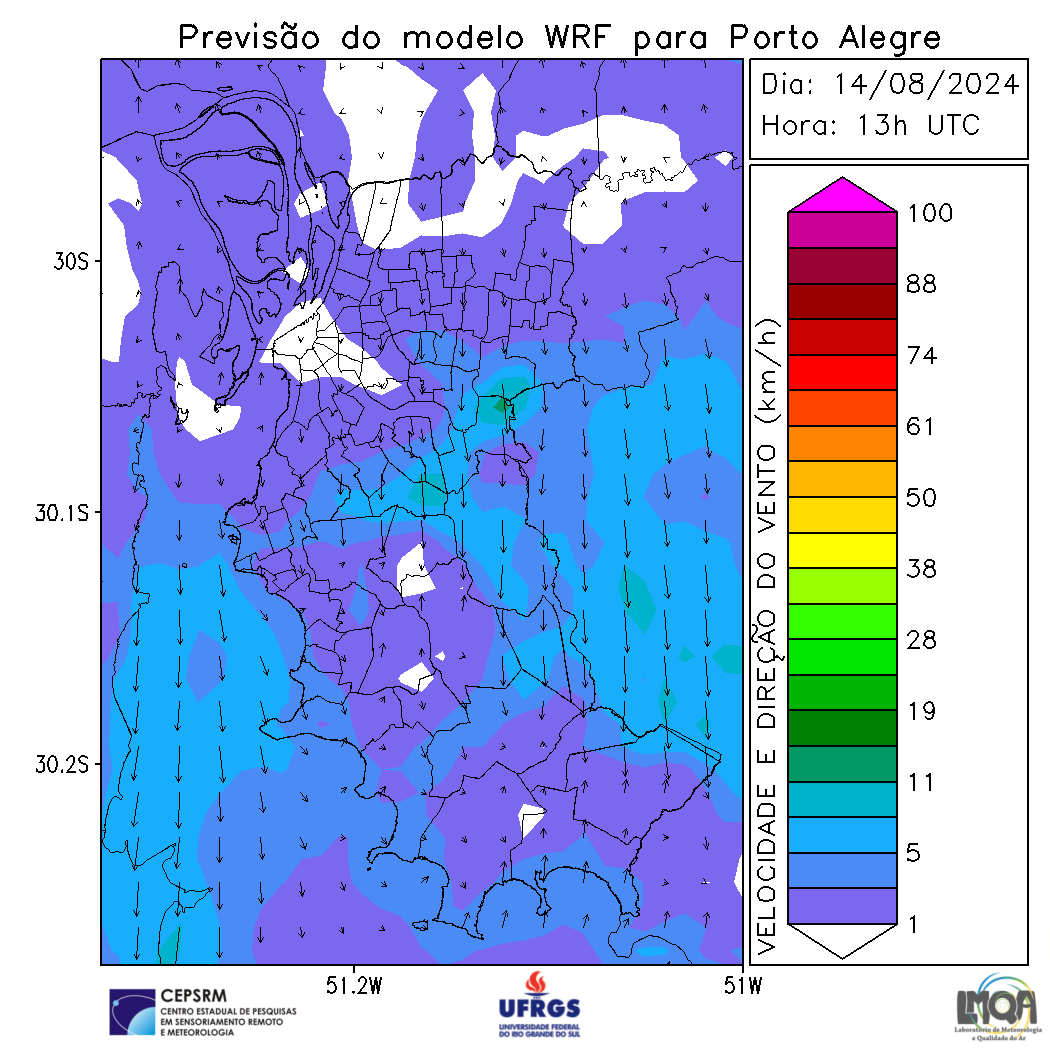 Previsão do modelo WRF para Porto Alegre
Dia: 14/08/2024
Hora: 13h UTC
30S
30.1S
30.2S
51.2W
51W
VELOCIDADE E DIREÇÃO DO VENTO (km/h)
100
88
74
61
50
38
28
19
11
5
1
CEPSRM
CENTRO ESTADUAL DE PESQUISAS
EM SENSORIAMENTO REMOTO
E METEOROLOGIA
UFRGS
UNIVERSIDADE FEDERAL
DO RIO GRANDE DO SUL
LMQA
Laboratório de Meteorologia
e Qualidade do Ar